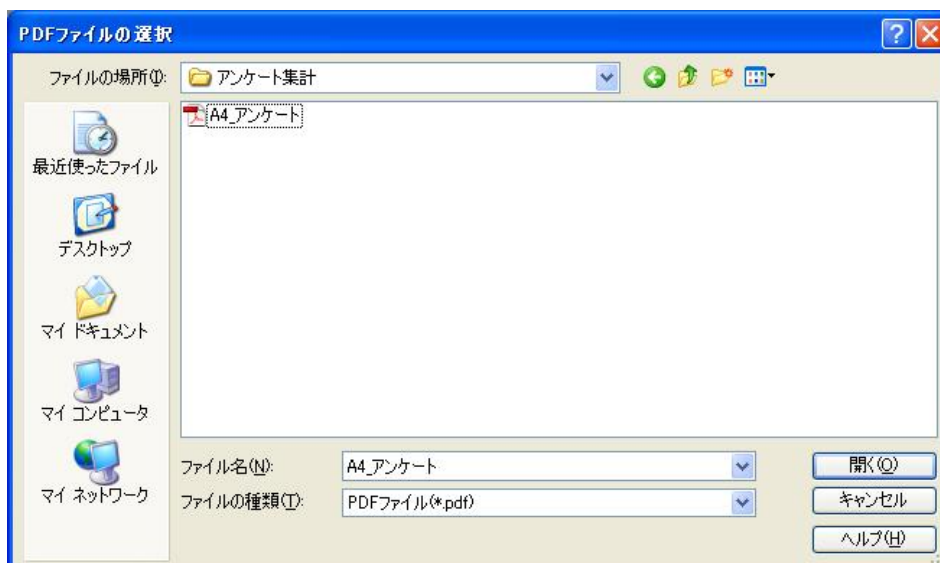 PDFファイルの選択
ファイルの場所(I):
アンケート集計
A4_アンケート
最近使ったファイル
デスクトップ
マイ ドキュメント
マイ コンピュータ
マイ ネットワーク
ファイル名(N):
A4_アンケート
開く(O)
ファイルの種類(T):
PDFファイル(*.pdf)
キャンセル
ヘルプ(H)